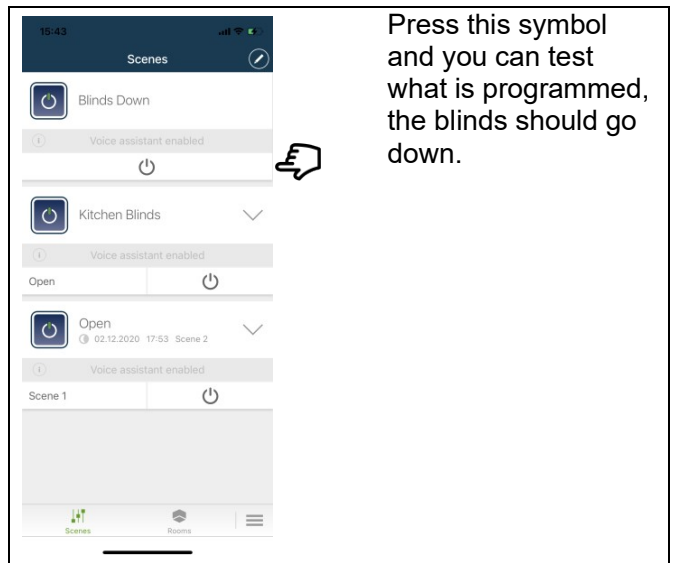 15:43
Scenes
Blinds Down
Voice assistant enabled
Kitchen Blinds
Voice assistant enabled
Open
Open
02.12.2020 17:53 Scene 2
Voice assistant enabled
Scene 1
Scenes Rooms
Press this symbol
and you can test
what is programmed,
the blinds should go
down.